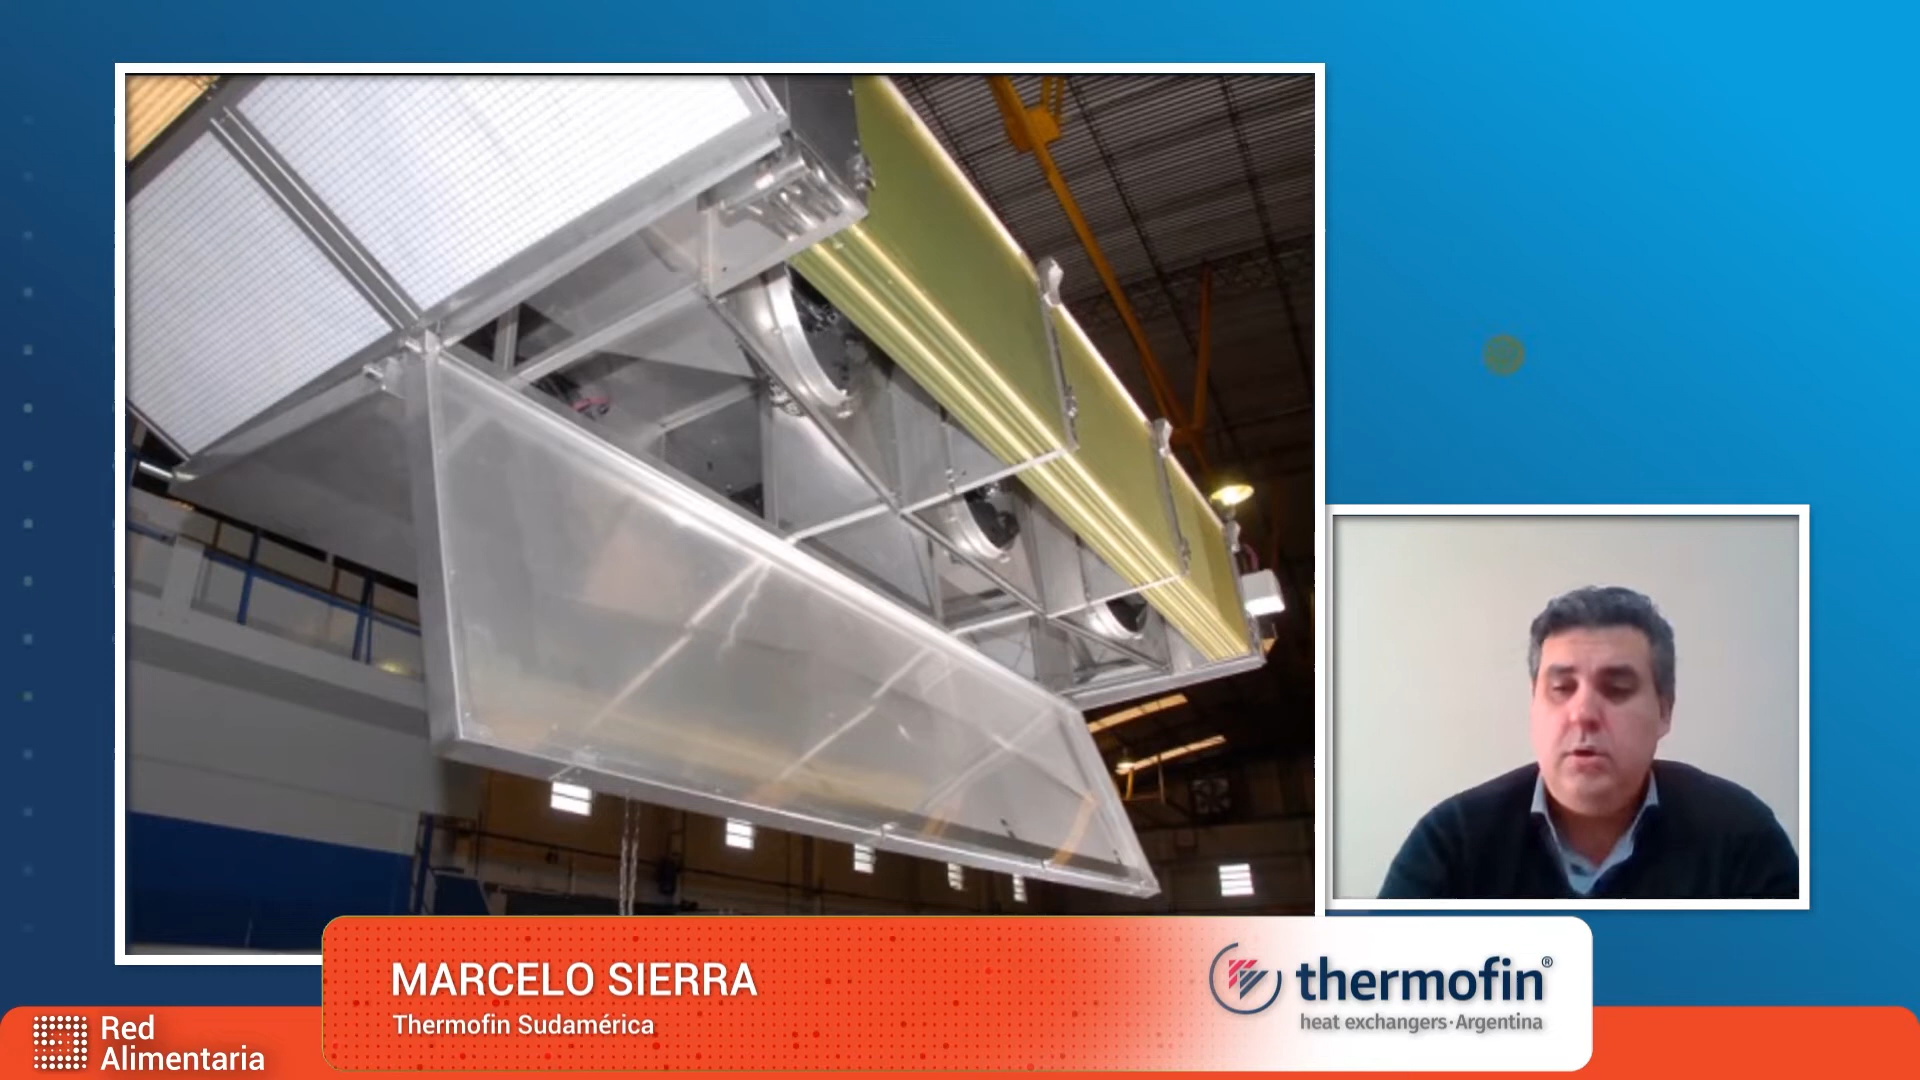 MARCELO SIERRA
Thermofin Sudamérica
thermofin®
heat exchangers·Argentina
Red
Alimentaria